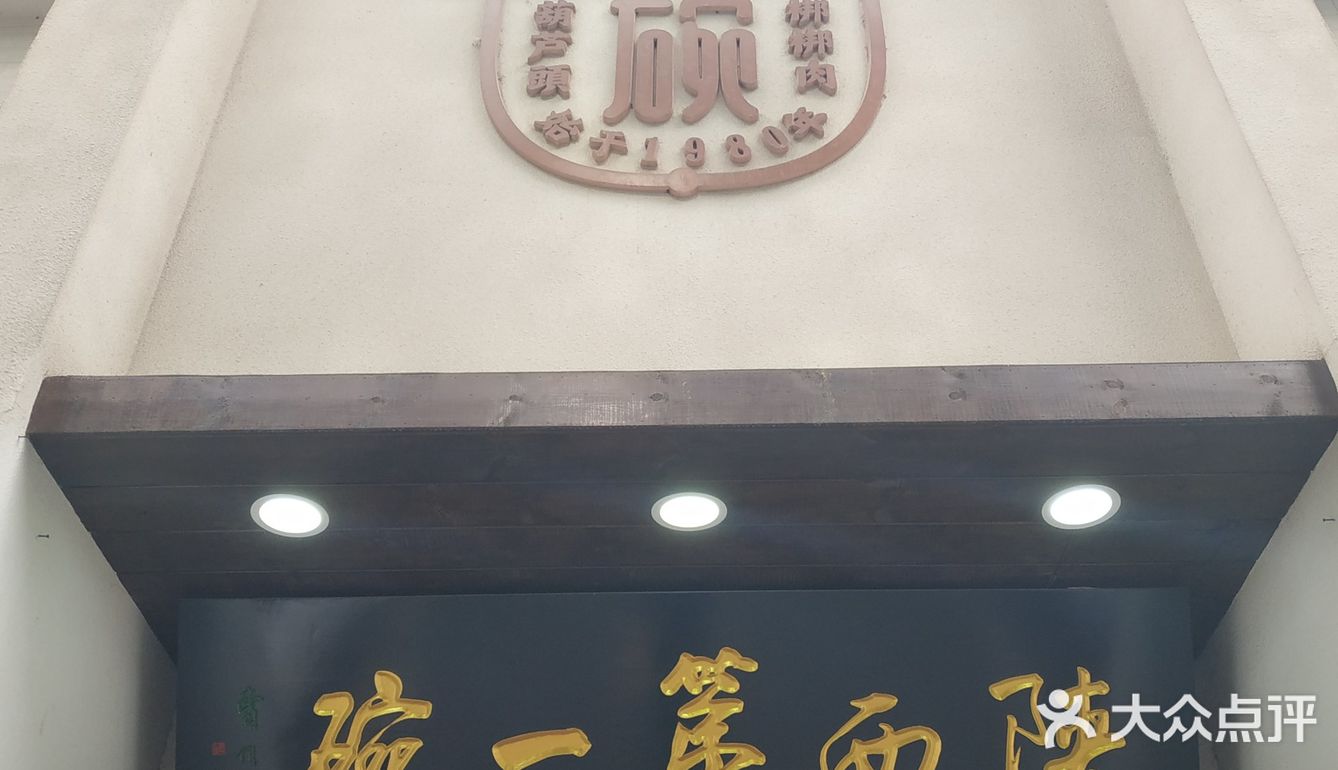 葫芦頭
碗
梆梆肉
始于1980年
陝西第一碗
大众点评